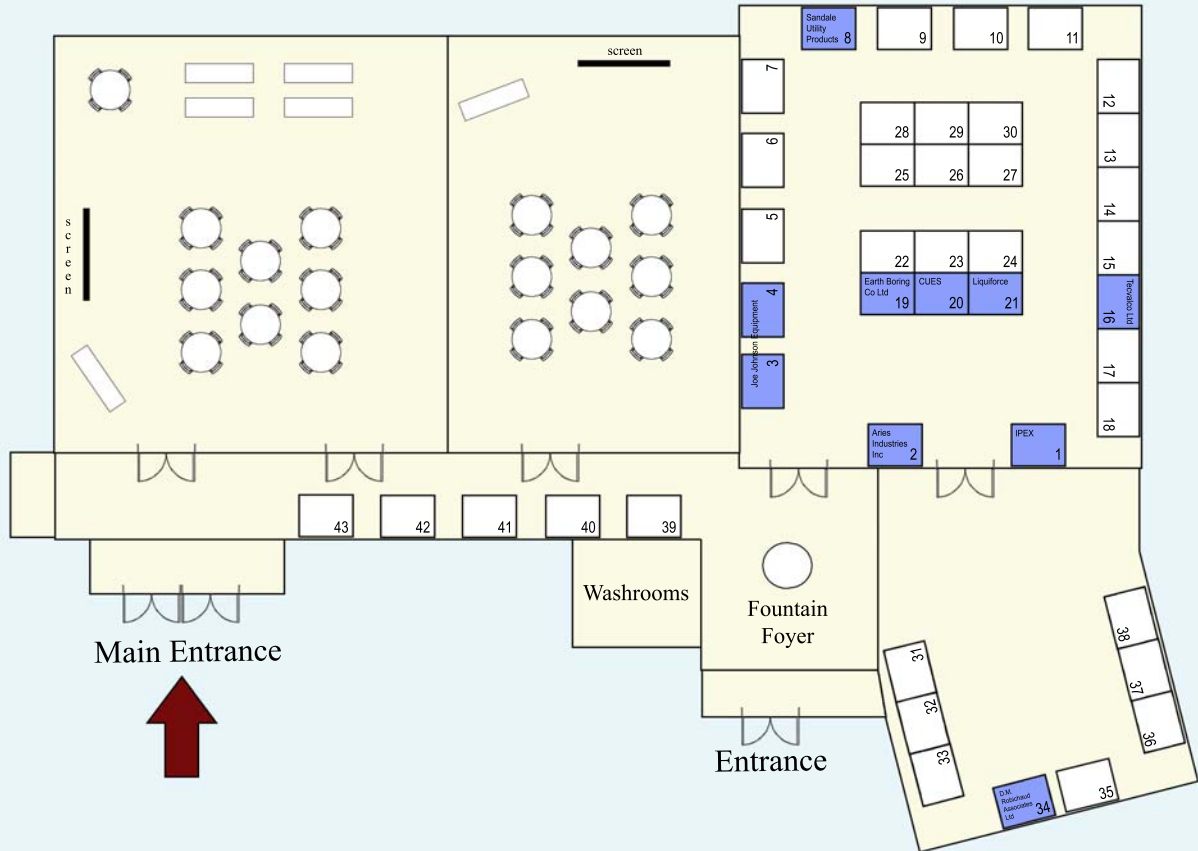 screen
screen
Sandale
Utility
Products 8
9
10
11
7
6
5
4
3
Joe Johnson Equipment
12
13
14
15
16
Tecvalco Ltd
17
18
28
29
30
25
26
27
22
23
24
Earth Boring
Co Ltd
19
CUES
20
Liquiforce
21
Aries
Industries
Inc 2
IPEX
1
43
42
41
40
39
Washrooms
Fountain
Foyer
Main Entrance
Entrance
31
32
33
38
37
36
D.M.
Robichaud
Associates
Ltd
34
35